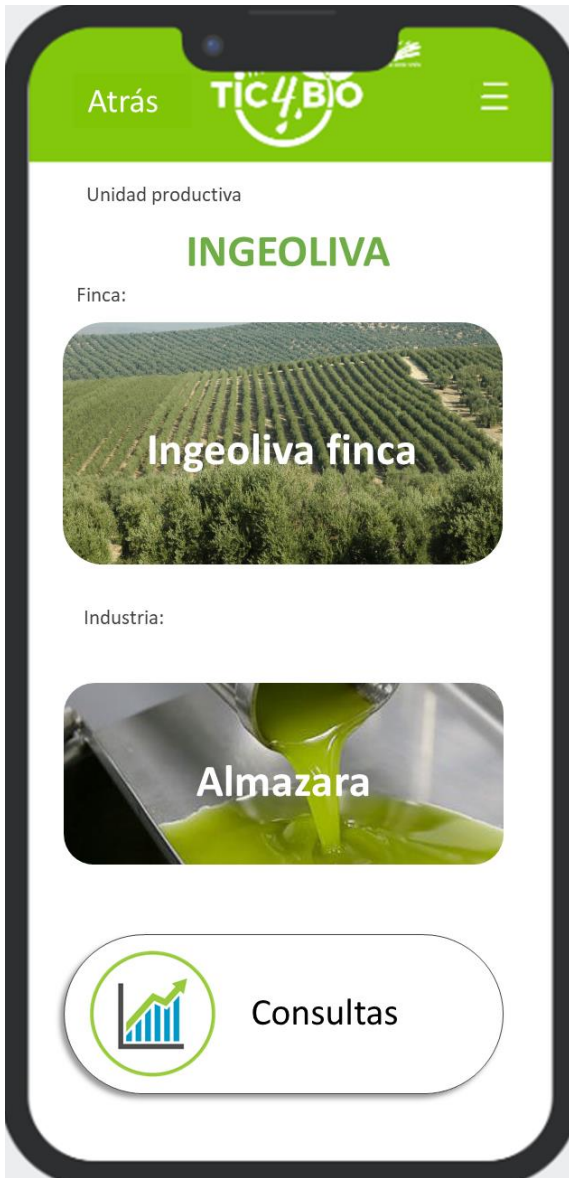 Atrás
TIC4BIO
Unidad productiva
INGEOLIVA
Finca:
Ingeoliva finca
Industria:
Almazara
Consultas